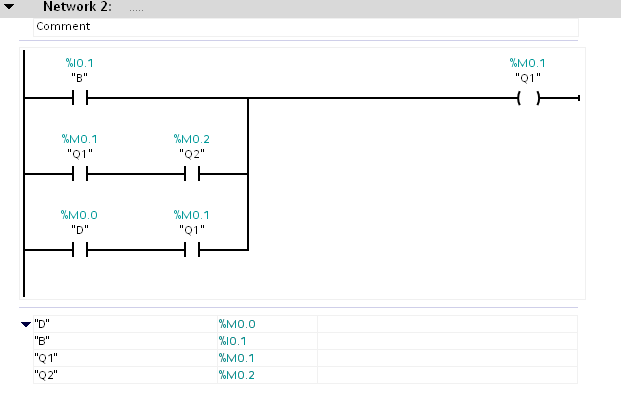 Network 2: .....
Comment
%I0.1 %M0.1
"B" "Q1"
%M0.1 %M0.2
"Q1" "Q2"
%M0.0 %M0.1
"D" "Q1"
"D" %M0.0
"B" %I0.1
"Q1" %M0.1
"Q2" %M0.2